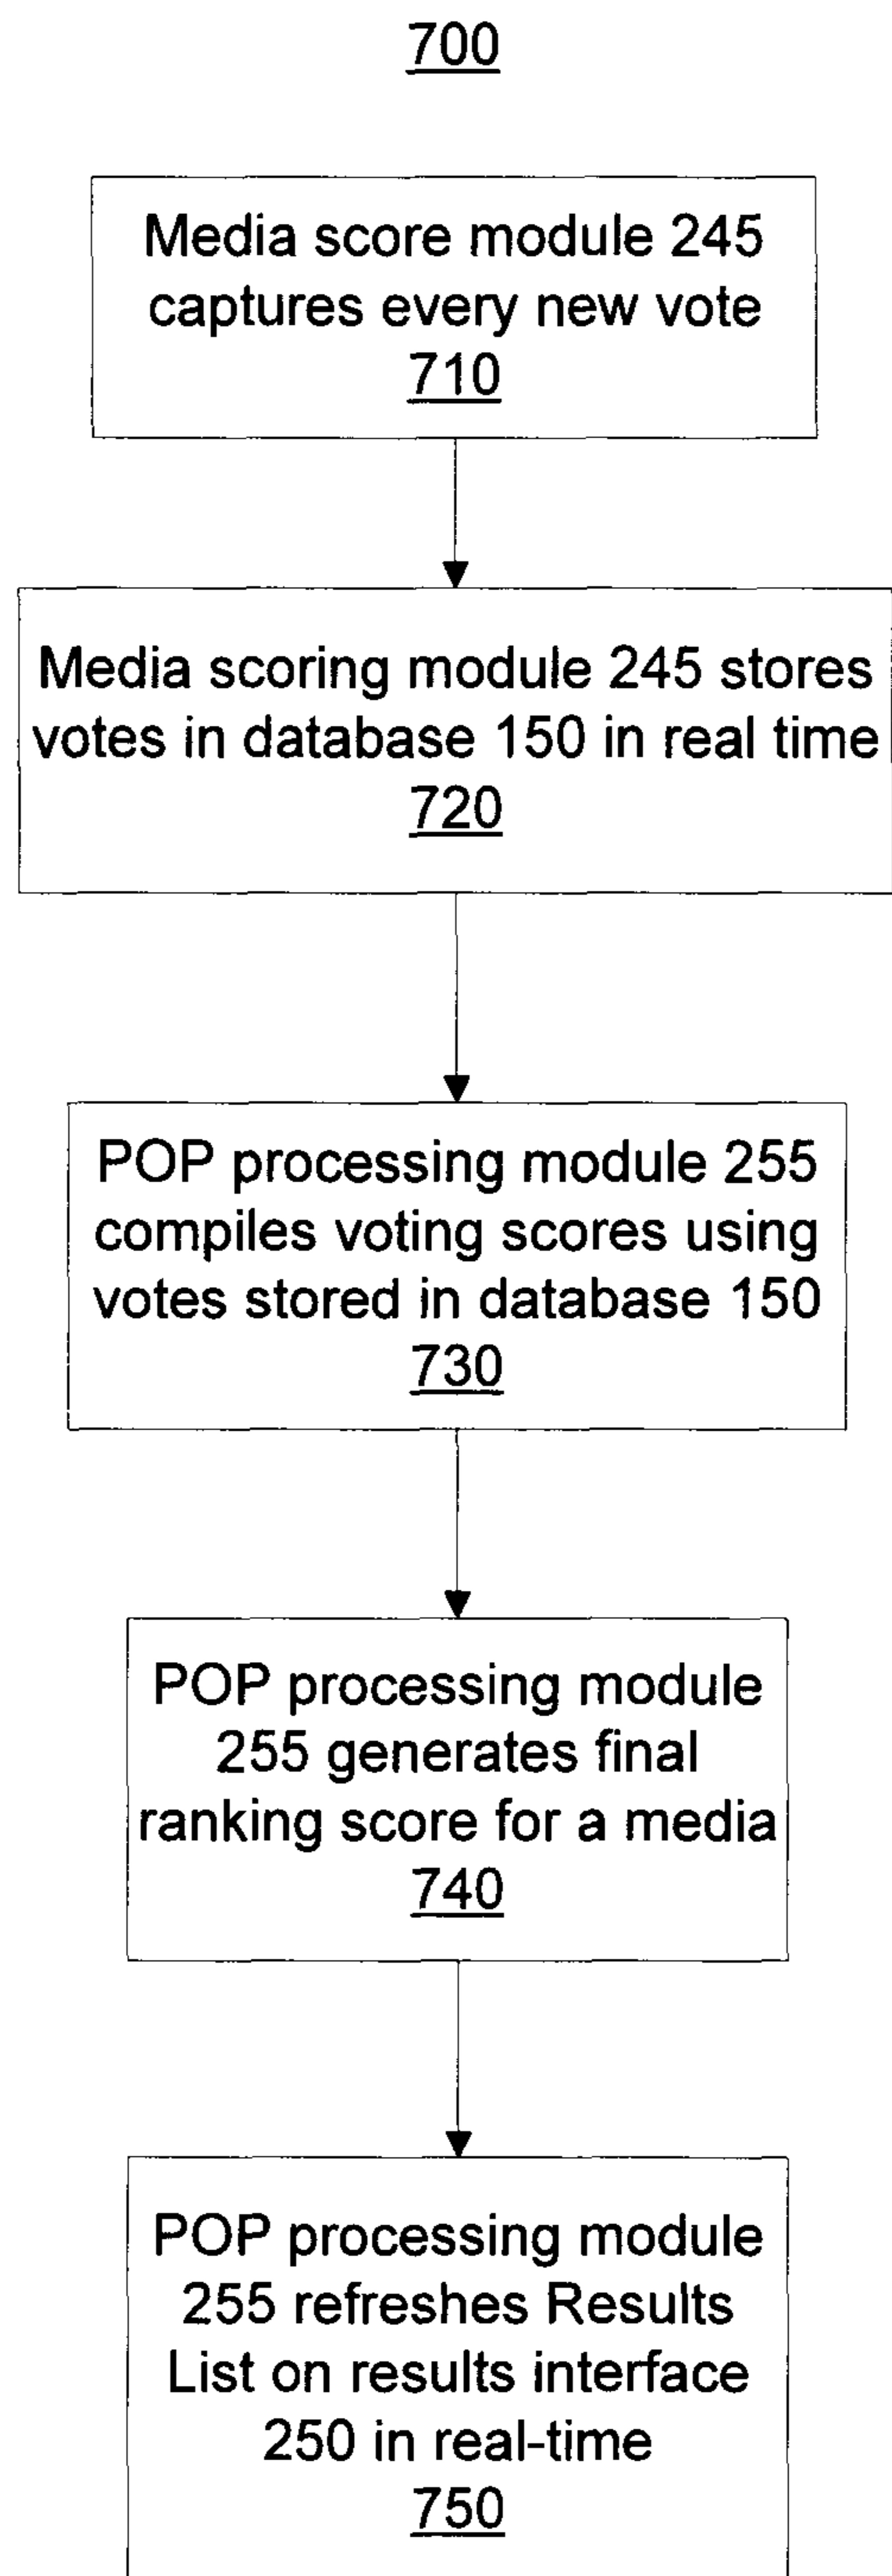 700
Media score module 245
captures every new vote
710
Media scoring module 245 stores
votes in database 150 in real time
720
POP processing module 255
compiles voting scores using
votes stored in database 150
730
POP processing module
255 generates final
ranking score for a media
740
POP processing module
255 refreshes Results
List on results interface
250 in real-time
750